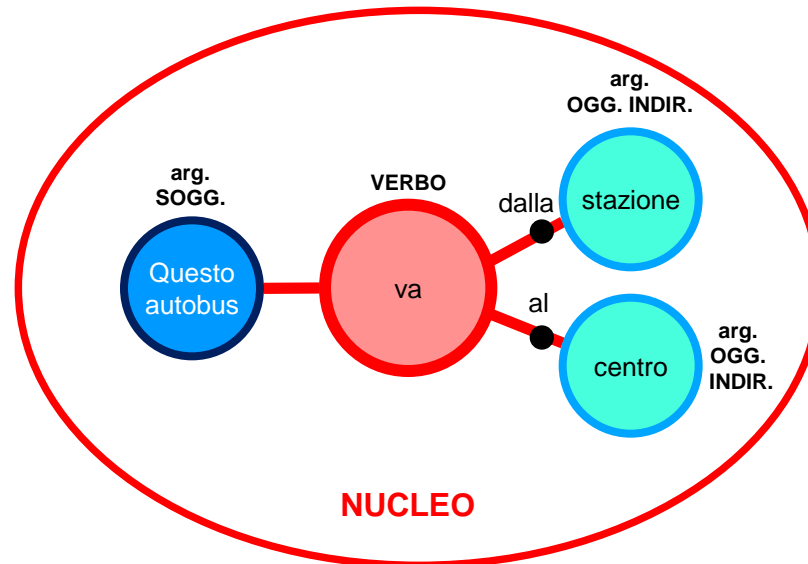 arg.
OGG. INDIR.
arg.
SOGG.
VERBO
dalla
stazione
Questo
autobus
va
al
centro
arg.
OGG.
INDIR.
NUCLEO